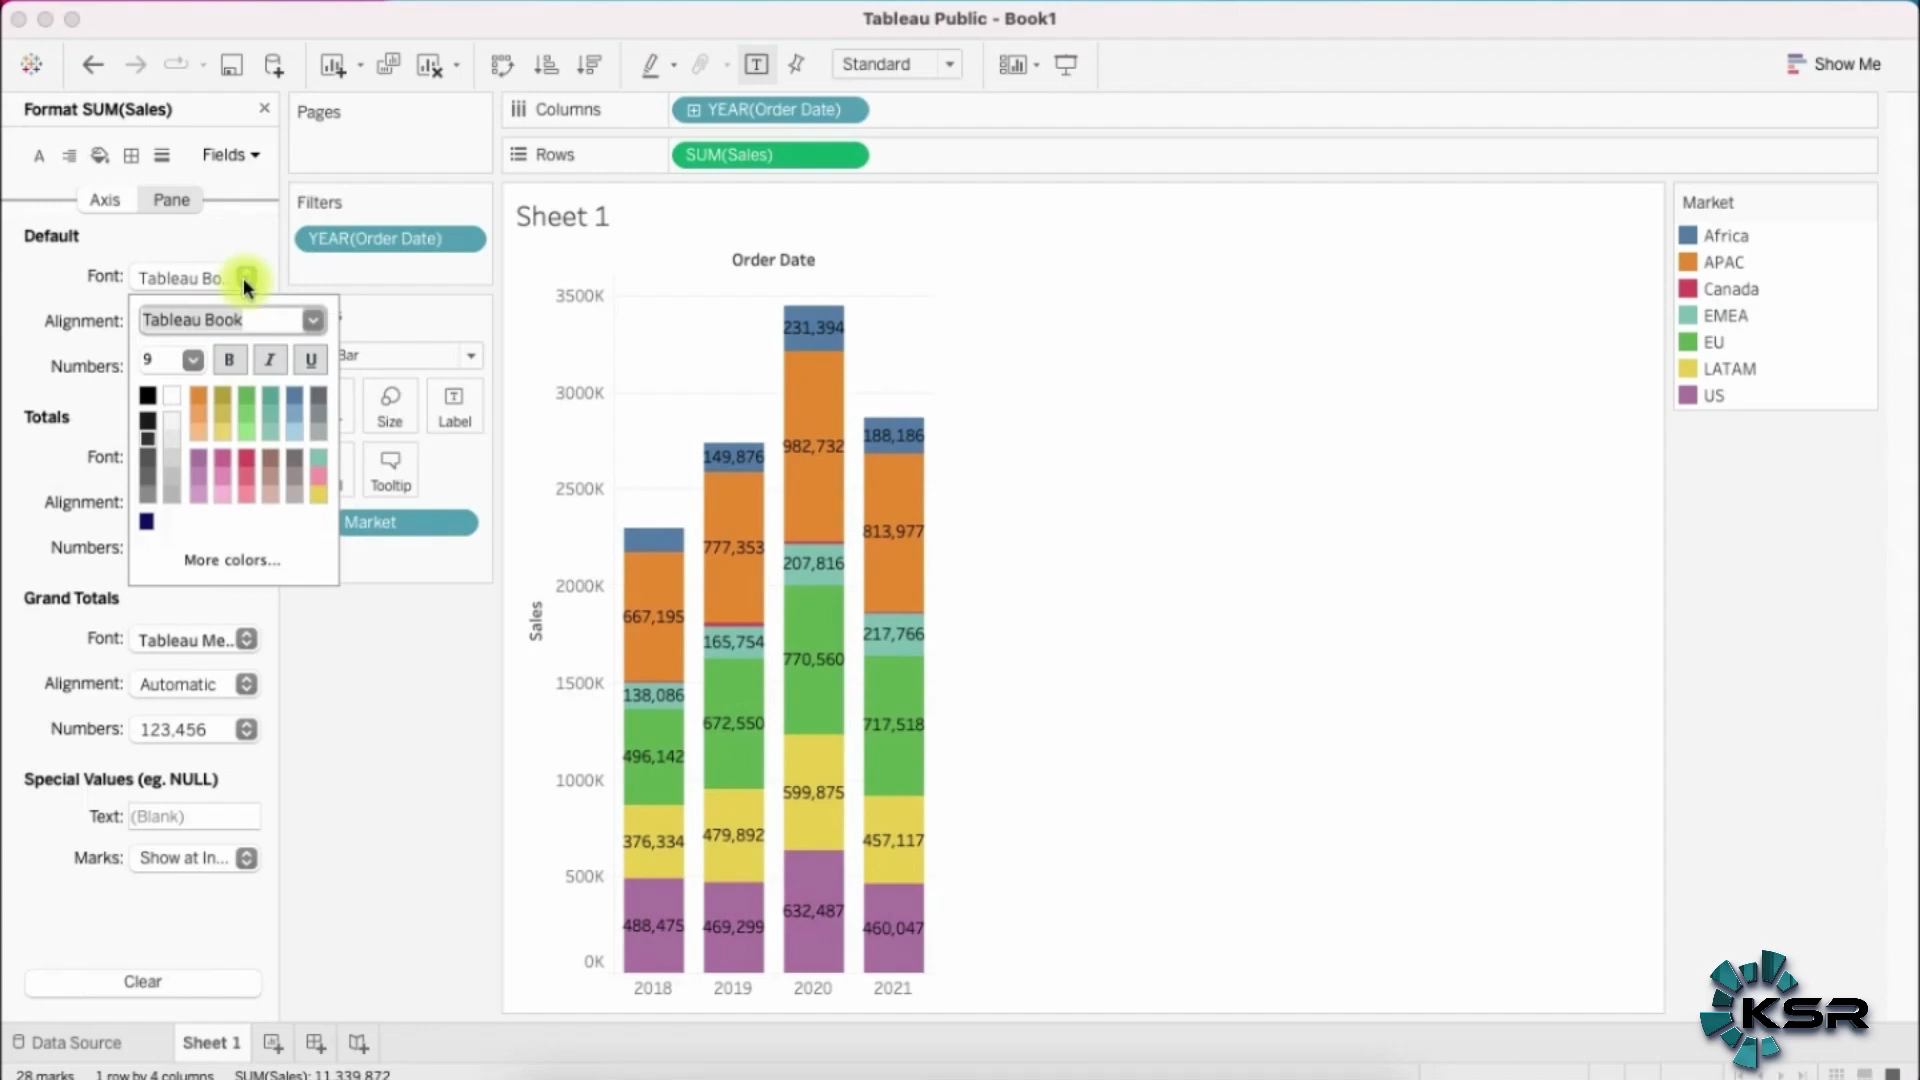 Tableau Public - Book1
Standard
Show Me
Format SUM(Sales)
Fields
Axis
Pane
Default
Font:
Tableau Bo
Tableau Book
Alignment:
9
B
I
U
Numbers:
More colors...
Totals
Font:
Alignment:
Numbers:
Grand Totals
Font:
Tableau Me..
Alignment:
Automatic
Numbers:
123,456
Special Values (eg. NULL)
Text:
(Blank)
Marks:
Show at In...
Clear
Pages
Filters
YEAR(Order Date)
Bar
Size
Label
Tooltip
Market
Columns
YEAR(Order Date)
Rows
SUM(Sales)
Sheet 1
Order Date
Sales
3500K
3000K
2500K
2000K
1500K
1000K
500K
0K
667,195
138,086
496,142
376,334
488,475
149,876
777,353
165,754
672,550
479,892
469,299
231,394
982,732
207,816
770,560
599,875
632,487
188,186
813,977
217,766
717,518
457,117
460,047
2018
2019
2020
2021
Market
Africa
APAC
Canada
EMEA
EU
LATAM
US
KSR
Data Source
Sheet 1
28 marks
1 row by 4 columns
SUM(Sales): 11,339,872